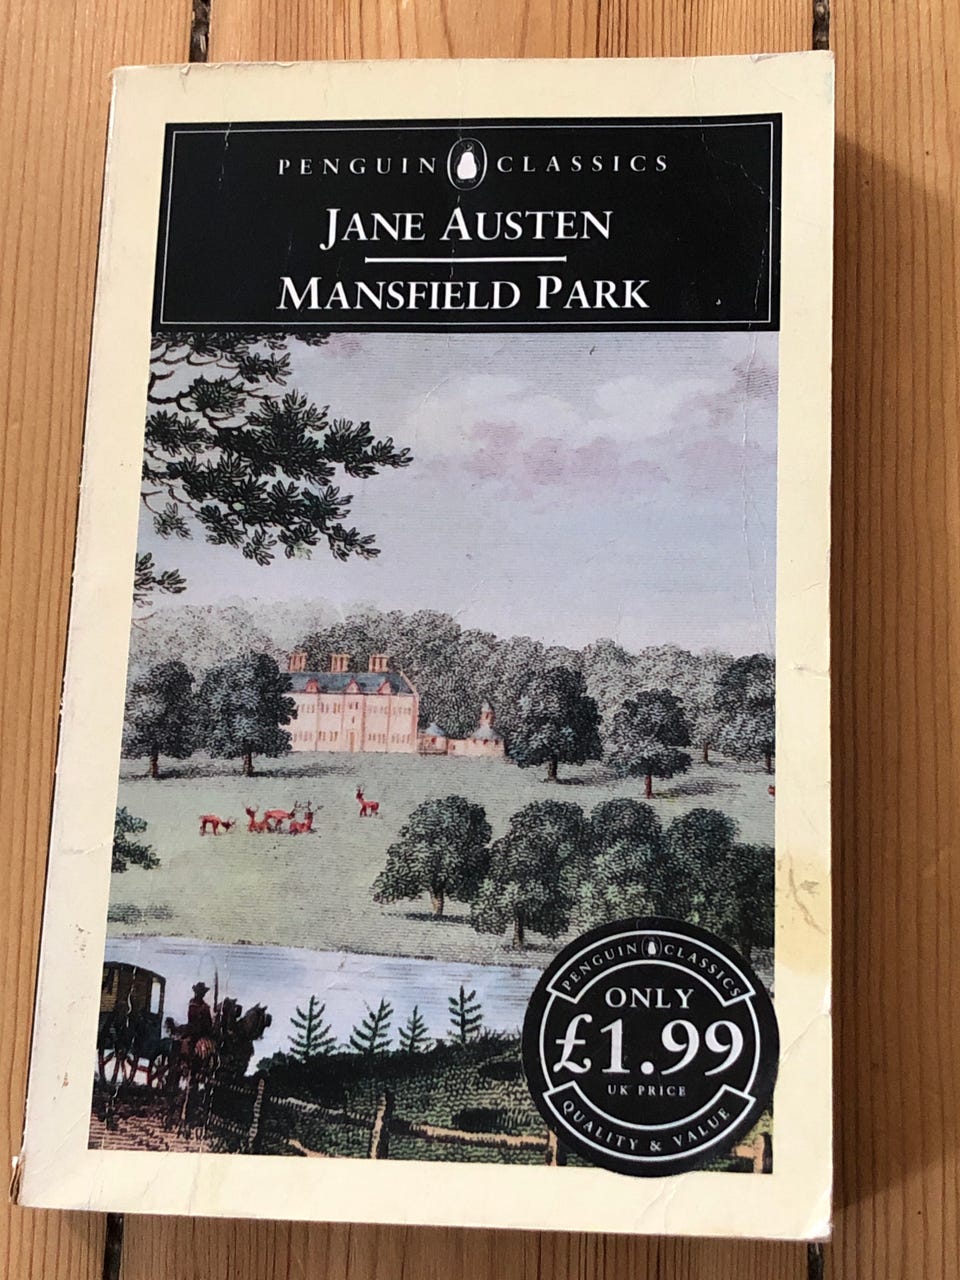 PENGUIN CLASSICS
JANE AUSTEN
MANSFIELD PARK
PENGUIN CLASSICS
ONLY
£1.99
UK PRICE
QUALITY & VALUE